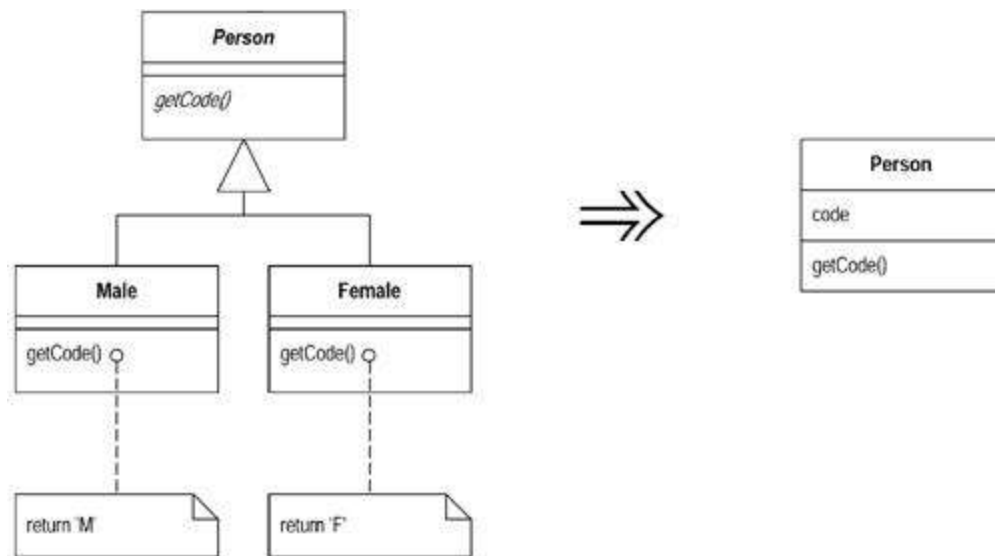 Person
getCode()
Male
getCode()
return 'M'
Female
getCode()
return 'F'
Person
code
getCode()